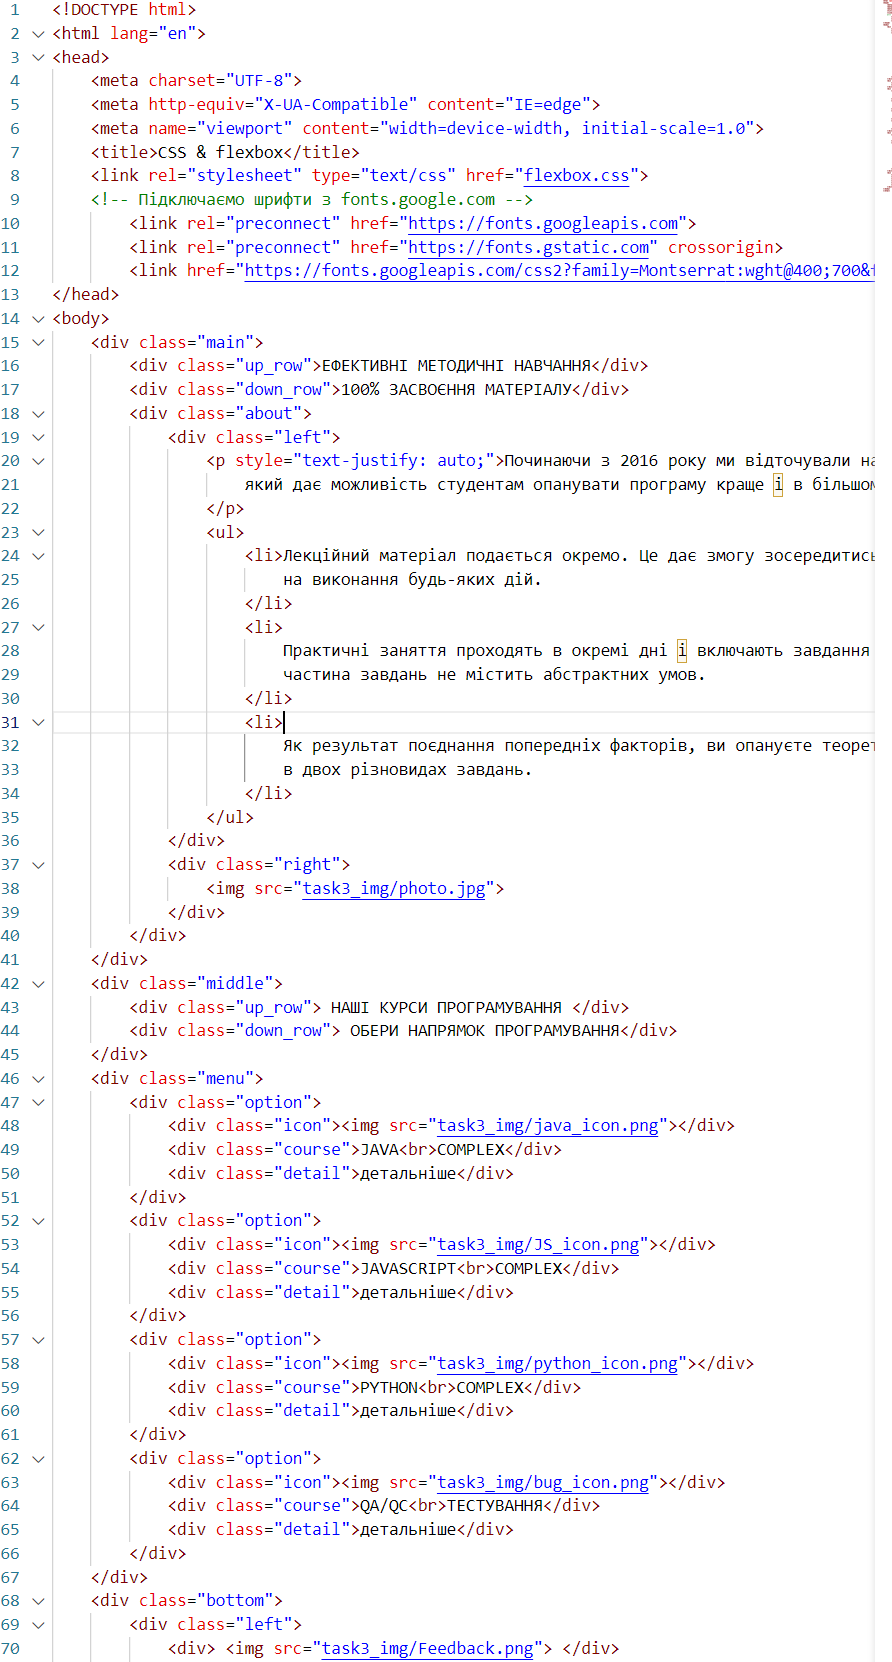 1 <!DOCTYPE html>
2 <html lang="en">
3 <head>
4 <meta charset="UTF-8">
5 <meta http-equiv="X-UA-Compatible" content="IE=edge">
6 <meta name="viewport" content="width=device-width, initial-scale=1.0">
7 <title>CSS & flexbox</title>
8 <link rel="stylesheet" type="text/css" href="flexbox.css">
9 <!-- Підключаємо шрифти з fonts.google.com -->
10 <link rel="preconnect" href="https://fonts.googleapis.com">
11 <link rel="preconnect" href="https://fonts.gstatic.com" crossorigin>
12 <link href="https://fonts.googleapis.com/css2?family=Montserrat:wght@400;700&f
13 </head>
14 <body>
15 <div class="main">
16 <div class="up_row">ЕФЕКТИВНІ МЕТОДИЧНІ НАВЧАННЯ</div>
17 <div class="down_row">100% ЗАСВОЄННЯ МАТЕРІАЛУ</div>
18 <div class="about">
19 <div class="left">
20 <p style="text-justify: auto;">Починаючи з 2016 року ми відточували на
21 який дає можливість студентам опанувати програму краще і в більшом
22 </p>
23 <ul>
24 <li>Лекційний матеріал подається окремо. Це дає змогу зосередитись
25 на виконання будь-яких дій.
26 </li>
27 <li>
28 Практичні заняття проходять в окремі дні і включають завдання
29 частина завдань не містить абстрактних умов.
30 </li>
31 <li>
32 Як результат поєднання попередніх факторів, ви опануєте теорет
33 в двох різновидах завдань.
34 </li>
35 </ul>
36 </div>
37 <div class="right">
38 <img src="task3_img/photo.jpg">
39 </div>
40 </div>
41 </div>
42 <div class="middle">
43 <div class="up_row"> НАШІ КУРСИ ПРОГРАМУВАННЯ </div>
44 <div class="down_row"> ОБЕРИ НАПРЯМОК ПРОГРАМУВАННЯ</div>
45 </div>
46 <div class="menu">
47 <div class="option">
48 <div class="icon"><img src="task3_img/java_icon.png"></div>
49 <div class="course">JAVA<br>COMPLEX</div>
50 <div class="detail">детальніше</div>
51 </div>
52 <div class="option">
53 <div class="icon"><img src="task3_img/JS_icon.png"></div>
54 <div class="course">JAVASCRIPT<br>COMPLEX</div>
55 <div class="detail">детальніше</div>
56 </div>
57 <div class="option">
58 <div class="icon"><img src="task3_img/python_icon.png"></div>
59 <div class="course">PYTHON<br>COMPLEX</div>
60 <div class="detail">детальніше</div>
61 </div>
62 <div class="option">
63 <div class="icon"><img src="task3_img/bug_icon.png"></div>
64 <div class="course">QA/QC<br>ТЕСТУВАННЯ</div>
65 <div class="detail">детальніше</div>
66 </div>
67 </div>
68 <div class="bottom">
69 <div class="left">
70 <div> <img src="task3_img/Feedback.png"> </div>